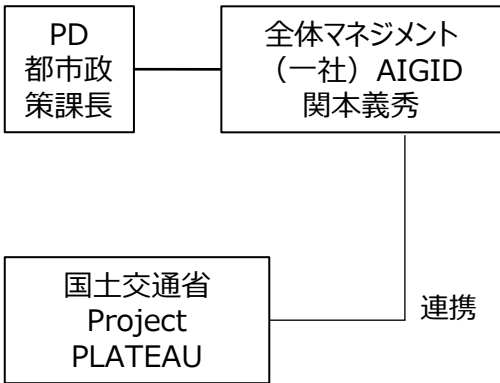 PD
都市政
策課長
全体マネジメント
（一社）AIGID
関本義秀
国土交通省
Project
PLATEAU
連携